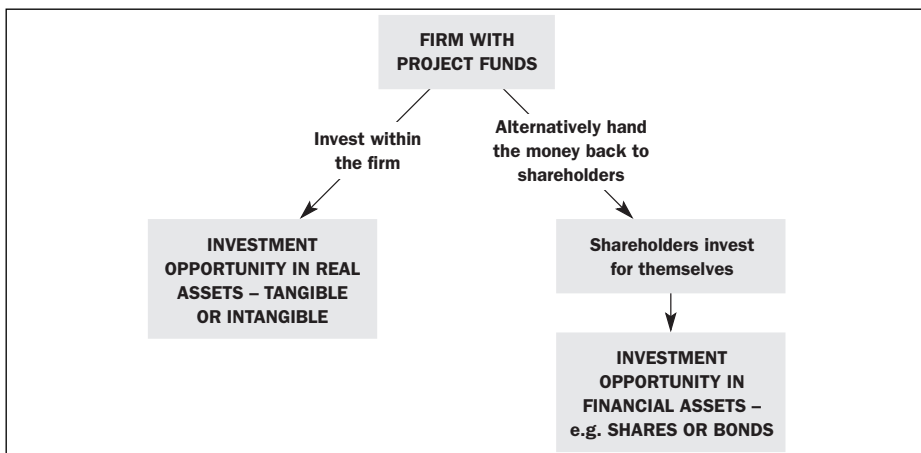 FIRM WITH
PROJECT FUNDS
Invest within
the firm
Alternatively hand
the money back to
shareholders
INVESTMENT
OPPORTUNITY IN REAL
ASSETS – TANGIBLE
OR INTANGIBLE
Shareholders invest
for themselves
INVESTMENT
OPPORTUNITY IN
FINANCIAL ASSETS –
e.g. SHARES OR BONDS